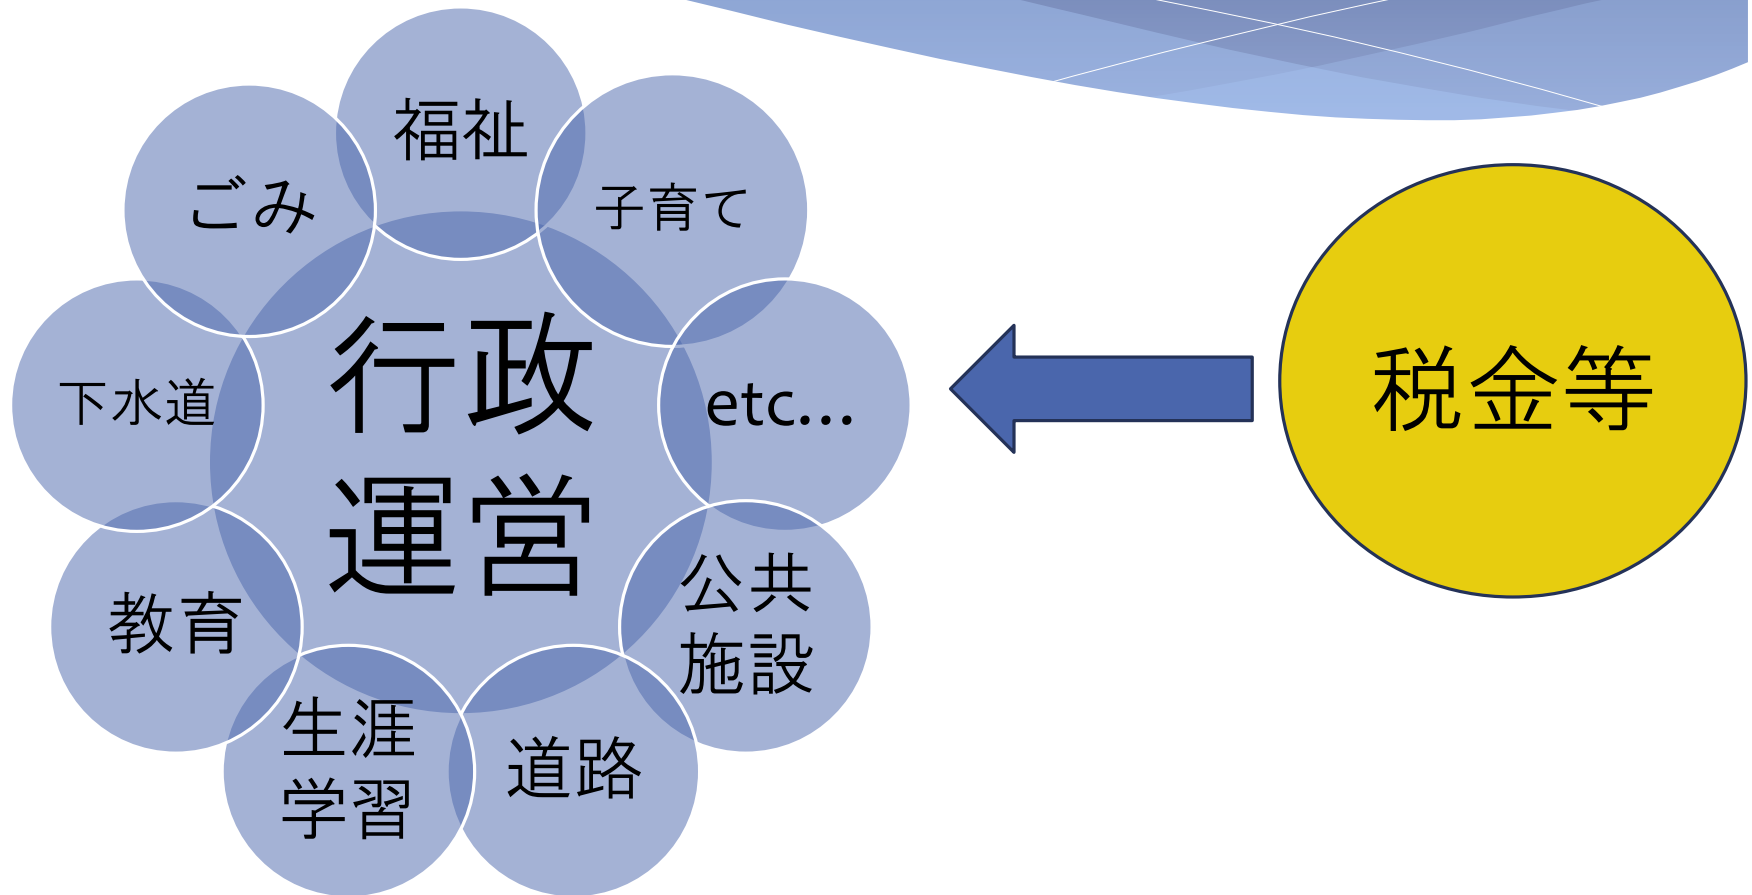 福祉
子育て
etc…
公共
施設
道路
生涯
学習
教育
下水道
ごみ
行政
運営
税金等